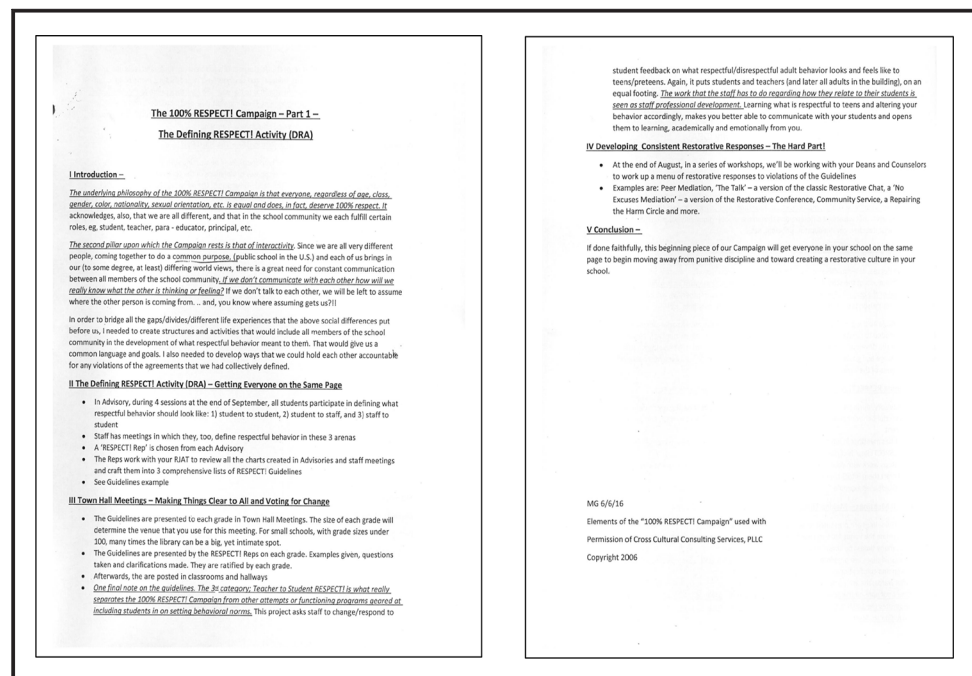 The 100% RESPECT! Campaign – Part 1 –
The Defining RESPECT! Activity (DRA)
I Introduction –
The underlying philosophy of the 100% RESPECT! Campaign is that everyone, regardless of age, class,
gender, color, nationality, sexual orientation, etc. is equal and does, in fact, deserve 100% respect. It
acknowledges, also, that we are all different, and that in the school community we each fulfill certain
roles, eg, student, teacher, para - educator, principal, etc.
The second pillar upon which the Campaign rests is that of interactivity. Since we are all very different
people, coming together to do a common purpose, (public school in the U.S.) and each of us brings in
our (to some degree, at least) differing world views, there is a great need for constant communication
between all members of the school community. If we don't communicate with each other how will we
really know what the other is thinking or feeling? If we don't talk to each other, we will be left to assume
where the other person is coming from. .. and, you know where assuming gets us?!!
In order to bridge all the gaps/divides/different life experiences that the above social differences put
before us, I needed to create structures and activities that would include all members of the school
community in the development of what respectful behavior meant to them. That would give us a
common language and goals. I also needed to develop ways that we could hold each other accountable
for any violations of the agreements that we had collectively defined.
II The Defining RESPECT! Activity (DRA) – Getting Everyone on the Same Page
• In Advisory, during 4 sessions at the end of September, all students participate in defining what
respectful behavior should look like: 1) student to student, 2) student to staff, and 3) staff to
student
• Staff has meetings in which they, too, define respectful behavior in these 3 arenas
• A 'RESPECT! Rep' is chosen from each Advisory
• The Reps work with your RJAT to review all the charts created in Advisories and staff meetings
and craft them into 3 comprehensive lists of RESPECT! Guidelines
• See Guidelines example
III Town Hall Meetings – Making Things Clear to All and Voting for Change
• The Guidelines are presented to each grade in Town Hall Meetings. The size of each grade will
determine the venue that you use for this meeting. For small schools, with grade sizes under
100, many times the library can be a big, yet intimate spot.
• The Guidelines are presented by the RESPECT! Reps on each grade. Examples given, questions
taken and clarifications made. They are ratified by each grade.
• Afterwards, the are posted in classrooms and hallways
• One final note on the guidelines. The 3rd category: Teacher to Student RESPECT! is what really
separates the 100% RESPECT! Campaign from other attempts or functioning programs geared at
including students in on setting behavioral norms. This project asks staff to change/respond to
student feedback on what respectful/disrespectful adult behavior looks and feels like to
teens/preteens. Again, it puts students and teachers (and later all adults in the building), on an
equal footing. The work that the staff has to do regarding how they relate to their students is
seen as staff professional development. Learning what is respectful to teens and altering your
behavior accordingly, makes you better able to communicate with your students and opens
them to learning, academically and emotionally from you.
IV Developing Consistent Restorative Responses – The Hard Part!
• At the end of August, in a series of workshops, we'll be working with your Deans and Counselors
to work up a menu of restorative responses to violations of the Guidelines
• Examples are: Peer Mediation, 'The Talk' – a version of the classic Restorative Chat, a 'No
Excuses Mediation' – a version of the Restorative Conference, Community Service, a Repairing
the Harm Circle and more.
V Conclusion –
If done faithfully, this beginning piece of our Campaign will get everyone in your school on the same
page to begin moving away from punitive discipline and toward creating a restorative culture in your
school.
MG 6/6/16
Elements of the "100% RESPECT! Campaign" used with
Permission of Cross Cultural Consulting Services, PLLC
Copyright 2006